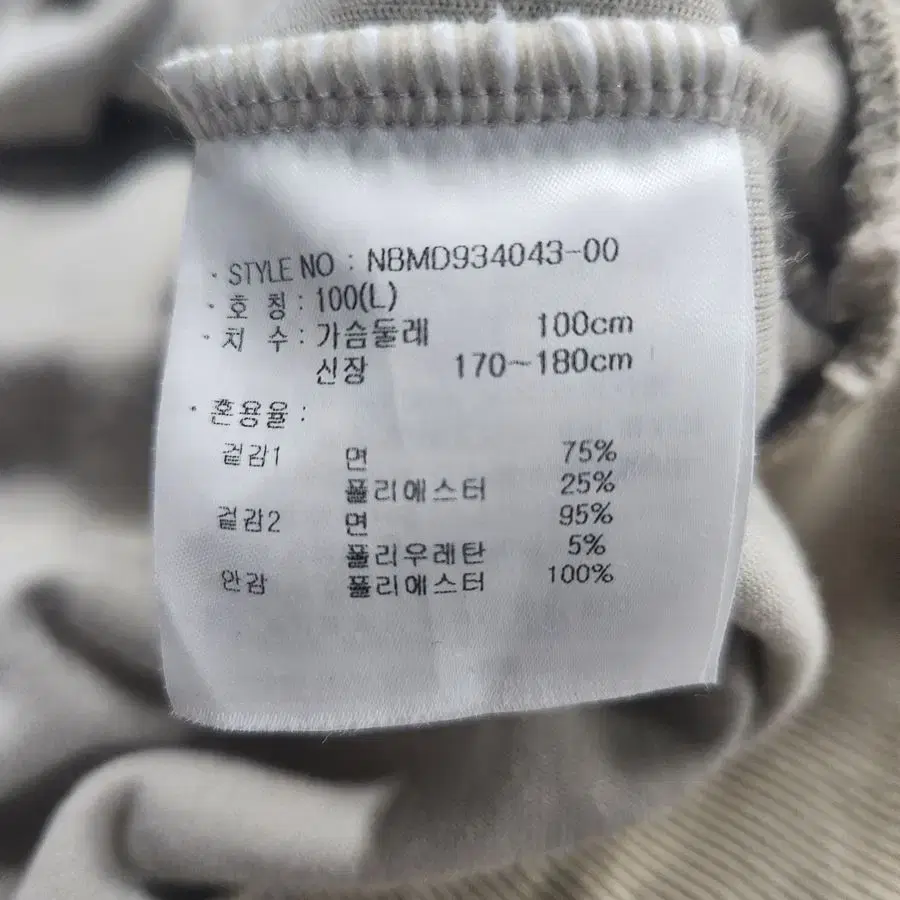 · STYLE NO : NBMD934043-00
· 호 칭 : 100(L)
· 치 수 : 가슴둘레 100cm
신장 170~180cm
· 혼용율 :
겉감1 면 75%
폴리에스터 25%
겉감2 면 95%
폴리우레탄 5%
안감 폴리에스터 100%